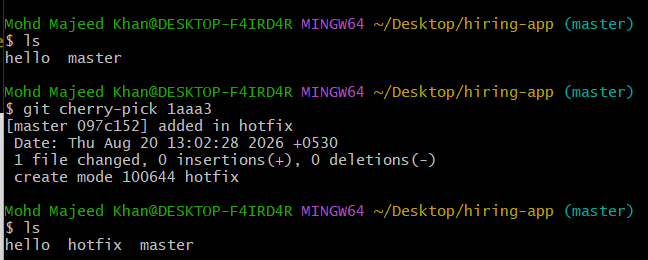 Mohd Majeed Khan@DESKTOP-F4IRD4R MINGW64 ~/Desktop/hiring-app (master)
$ ls
hello  master
Mohd Majeed Khan@DESKTOP-F4IRD4R MINGW64 ~/Desktop/hiring-app (master)
$ git cherry-pick 1aaa3
[master 097c152] added in hotfix
 Date: Thu Aug 20 13:02:28 2026 +0530
 1 file changed, 0 insertions(+), 0 deletions(-)
 create mode 100644 hotfix
Mohd Majeed Khan@DESKTOP-F4IRD4R MINGW64 ~/Desktop/hiring-app (master)
$ ls
hello  hotfix  master